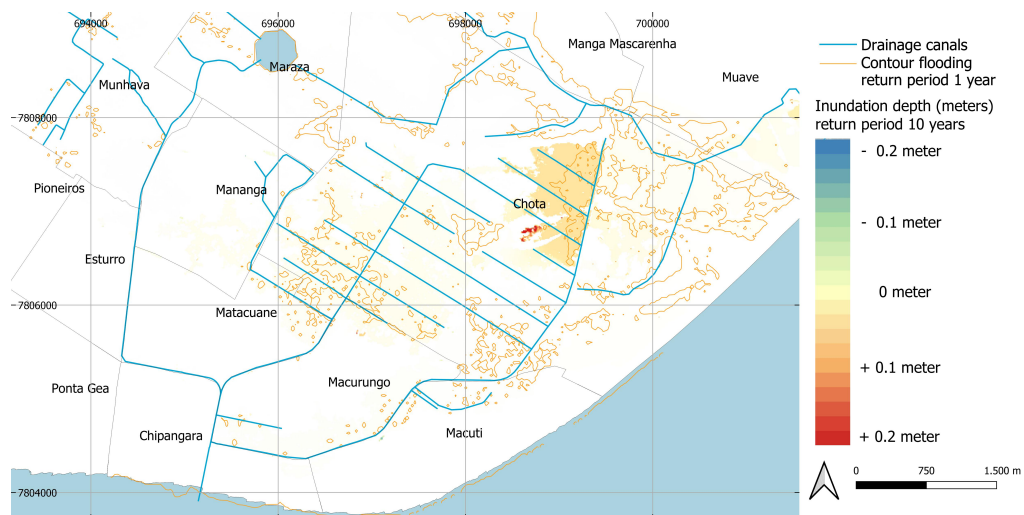 694000
696000
698000
700000
Manga Mascarenha
Maraza
Muave
Munhava
7808000
Pioneiros
Mananga
Chota
Esturro
7806000
Matacuane
Ponta Gea
Macurungo
Chipangara
Macuti
7804000
Drainage canals
Contour flooding
return period 1 year
Inundation depth (meters)
return period 10 years
- 0.2 meter
- 0.1 meter
0 meter
+ 0.1 meter
+ 0.2 meter
0 750 1.500 m